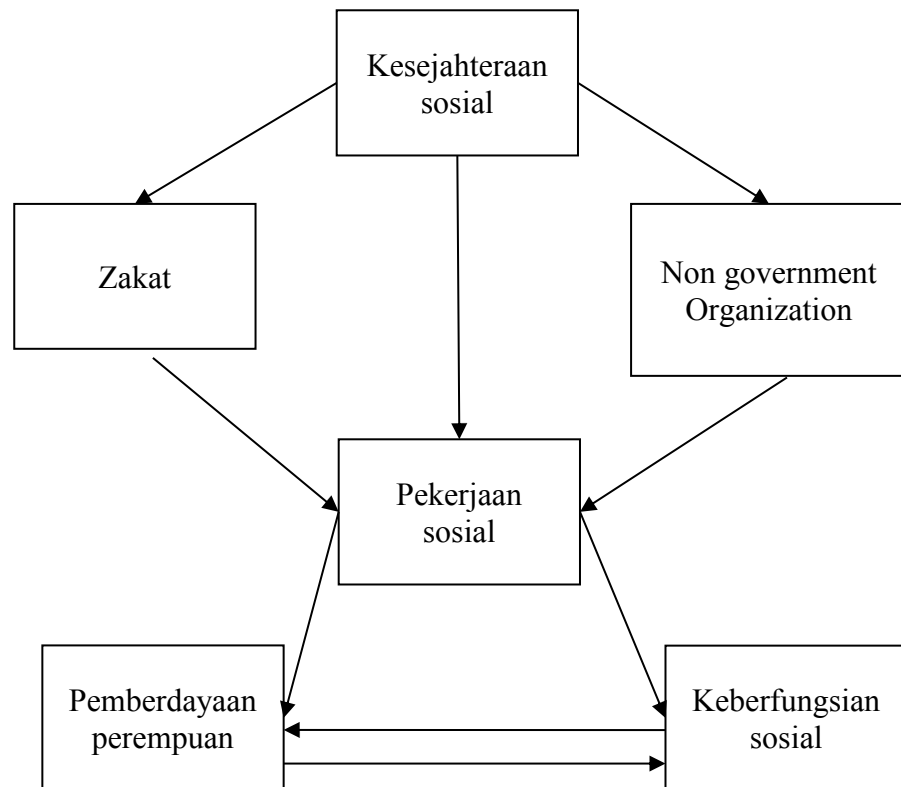 Kesejahteraan
sosial
Zakat
Non government
Organization
Pekerjaan
sosial
Pemberdayaan
perempuan
Keberfungsian
sosial